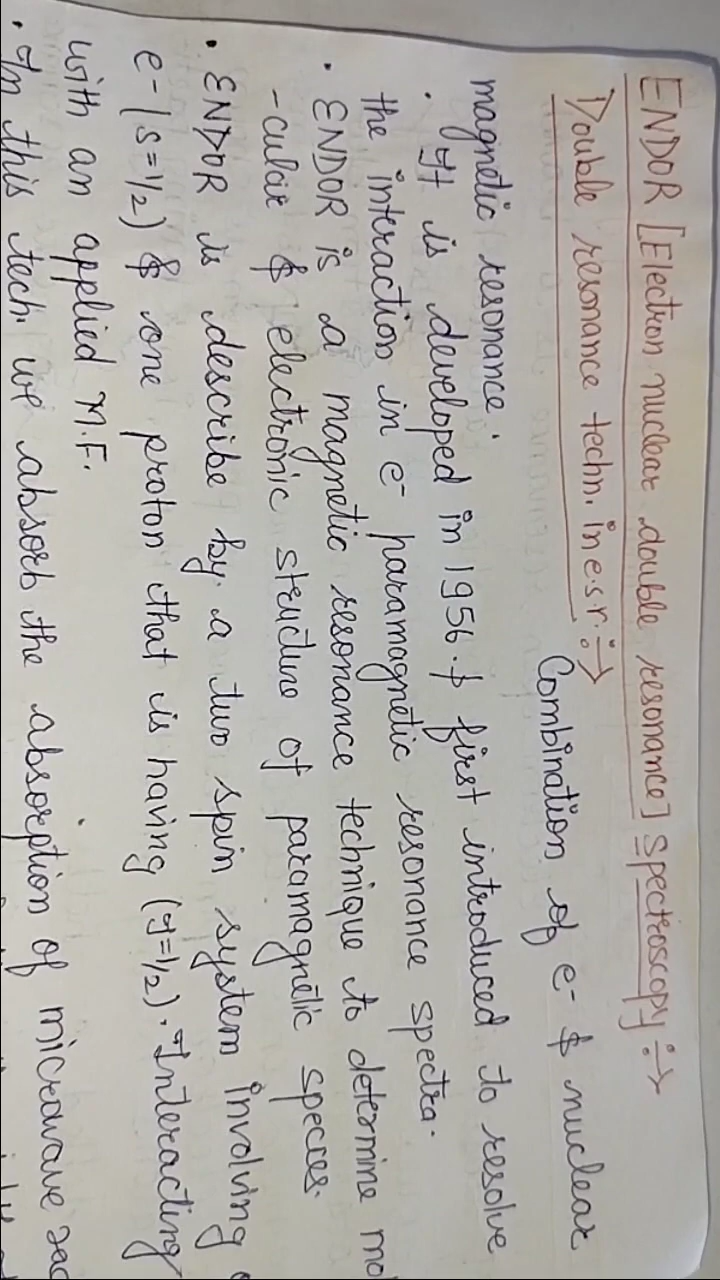 ENDOR [Electron nuclear double resonance] spectroscopy :->
Double resonance techn. in e.s.r. :->
Combination of e- & nuclear
magnetic resonance.
• It is developed in 1956. & first introduced to resolve
the interaction in e- paramagnetic resonance spectra.
• ENDOR is a magnetic resonance technique to determine mo
-cular & electronic structure of paramagnetic species.
• ENDOR is describe by a two spin system involving
e- (s=1/2) & one proton that is having (I=1/2). Interacting
with an applied M.F.
• In this tech. we absorb the absorption of microwave